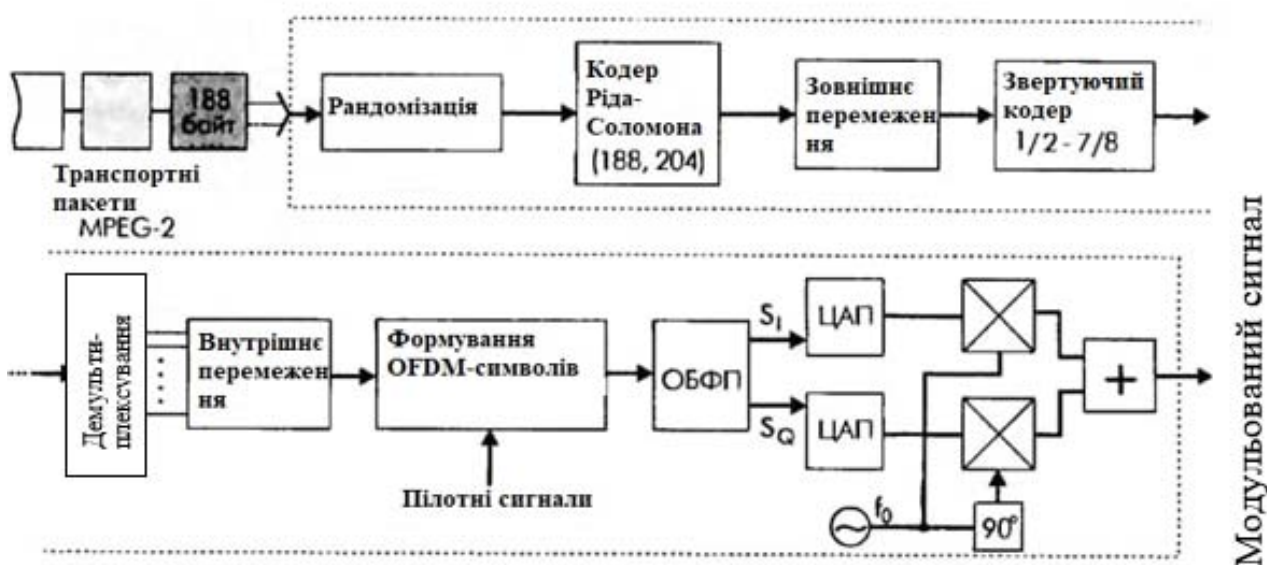 188
байт
Транспортні
пакети
MPEG-2
Рандомізація
Кодер
Ріда-
Соломона
(188, 204)
Зовнішнє
перемежен
ня
Звертуючий
кодер
1/2 - 7/8
Демульти-
плексування
Внутрішнє
перемежен
ня
Формування
OFDM-символів
Пілотні сигнали
ОБФП
S_I
S_Q
ЦАП
ЦАП
f_0
90°
+
Модульований сигнал